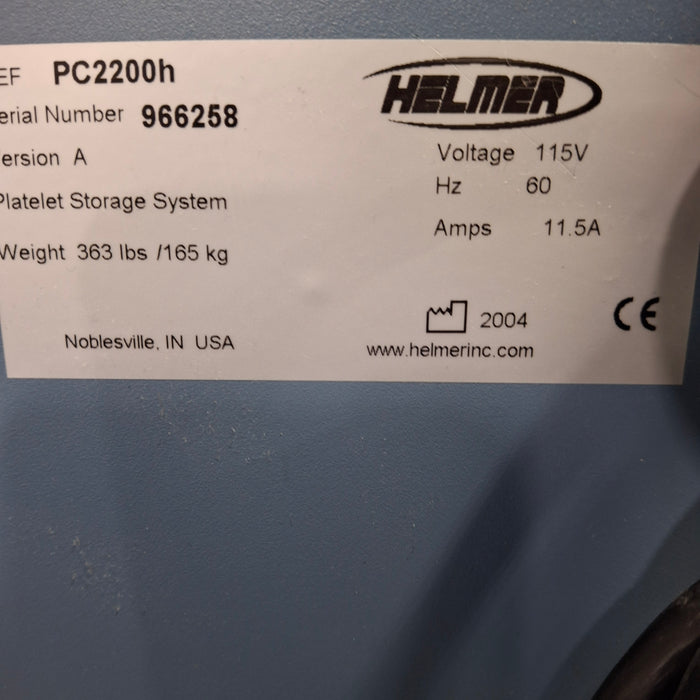 EF PC2200h
HELMER
erial Number 966258
ersion A
Platelet Storage System
Weight 363 lbs /165 kg
Voltage 115V
Hz 60
Amps 11.5A
2004
CE
Noblesville, IN USA
www.helmerinc.com